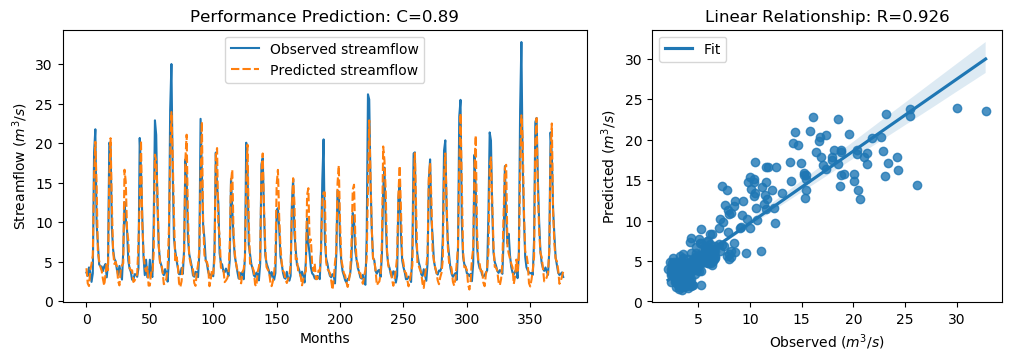 Performance Prediction: C=0.89
Observed streamflow
Predicted streamflow
Streamflow (m³/s)
30
25
20
15
10
5
0
0 50 100 150 200 250 300 350
Months
Linear Relationship: R=0.926
Fit
Predicted (m³/s)
30
25
20
15
10
5
0
5 10 15 20 25 30
Observed (m³/s)